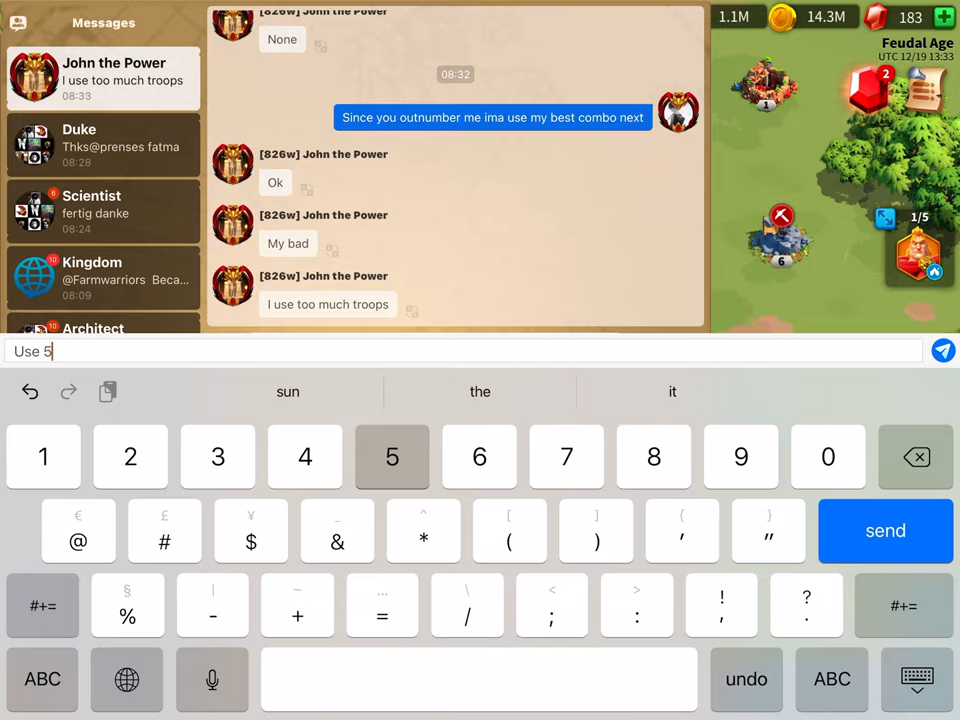 Messages
John the Power
I use too much troops
08:33
Duke
Thks@prenses fatma
08:28
6
Scientist
fertig danke
08:24
10
Kingdom
@Farmwarriors Beca...
08:09
10
Architect
[826w] John the Power
None
08:32
Since you outnumber me ima use my best combo next
[826w] John the Power
Ok
[826w] John the Power
My bad
[826w] John the Power
I use too much troops
1.1M
14.3M
183
Feudal Age
UTC 12/19 13:33
2
1
1/5
6
Use 5
sun
the
it
1 2 3 4 5 6 7 8 9 0
€ £ ¥ _ ^ [ ] { }
@ # $ & * ( ) ' "
send
§ | ~ ... \ < > ! ?
#+= % - + = / ; : , . #+=
ABC undo ABC